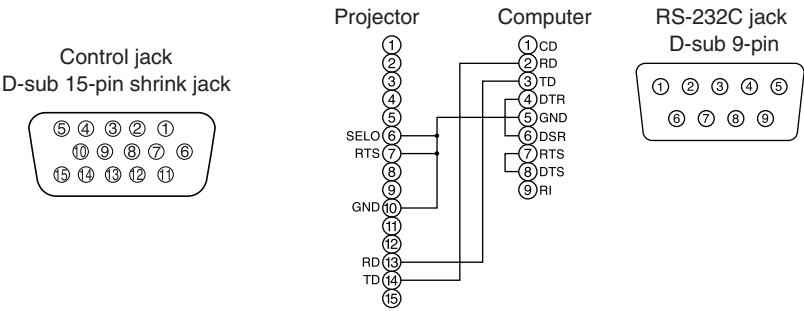 Control jack
D-sub 15-pin shrink jack
5 4 3 2 1
10 9 8 7 6
15 14 13 12 11
Projector
1
2
3
4
5
SELO 6
RTS 7
8
9
GND 10
11
12
RD 13
TD 14
15
Computer
1 CD
2 RD
3 TD
4 DTR
5 GND
6 DSR
7 RTS
8 DTS
9 RI
RS-232C jack
D-sub 9-pin
1 2 3 4 5
6 7 8 9